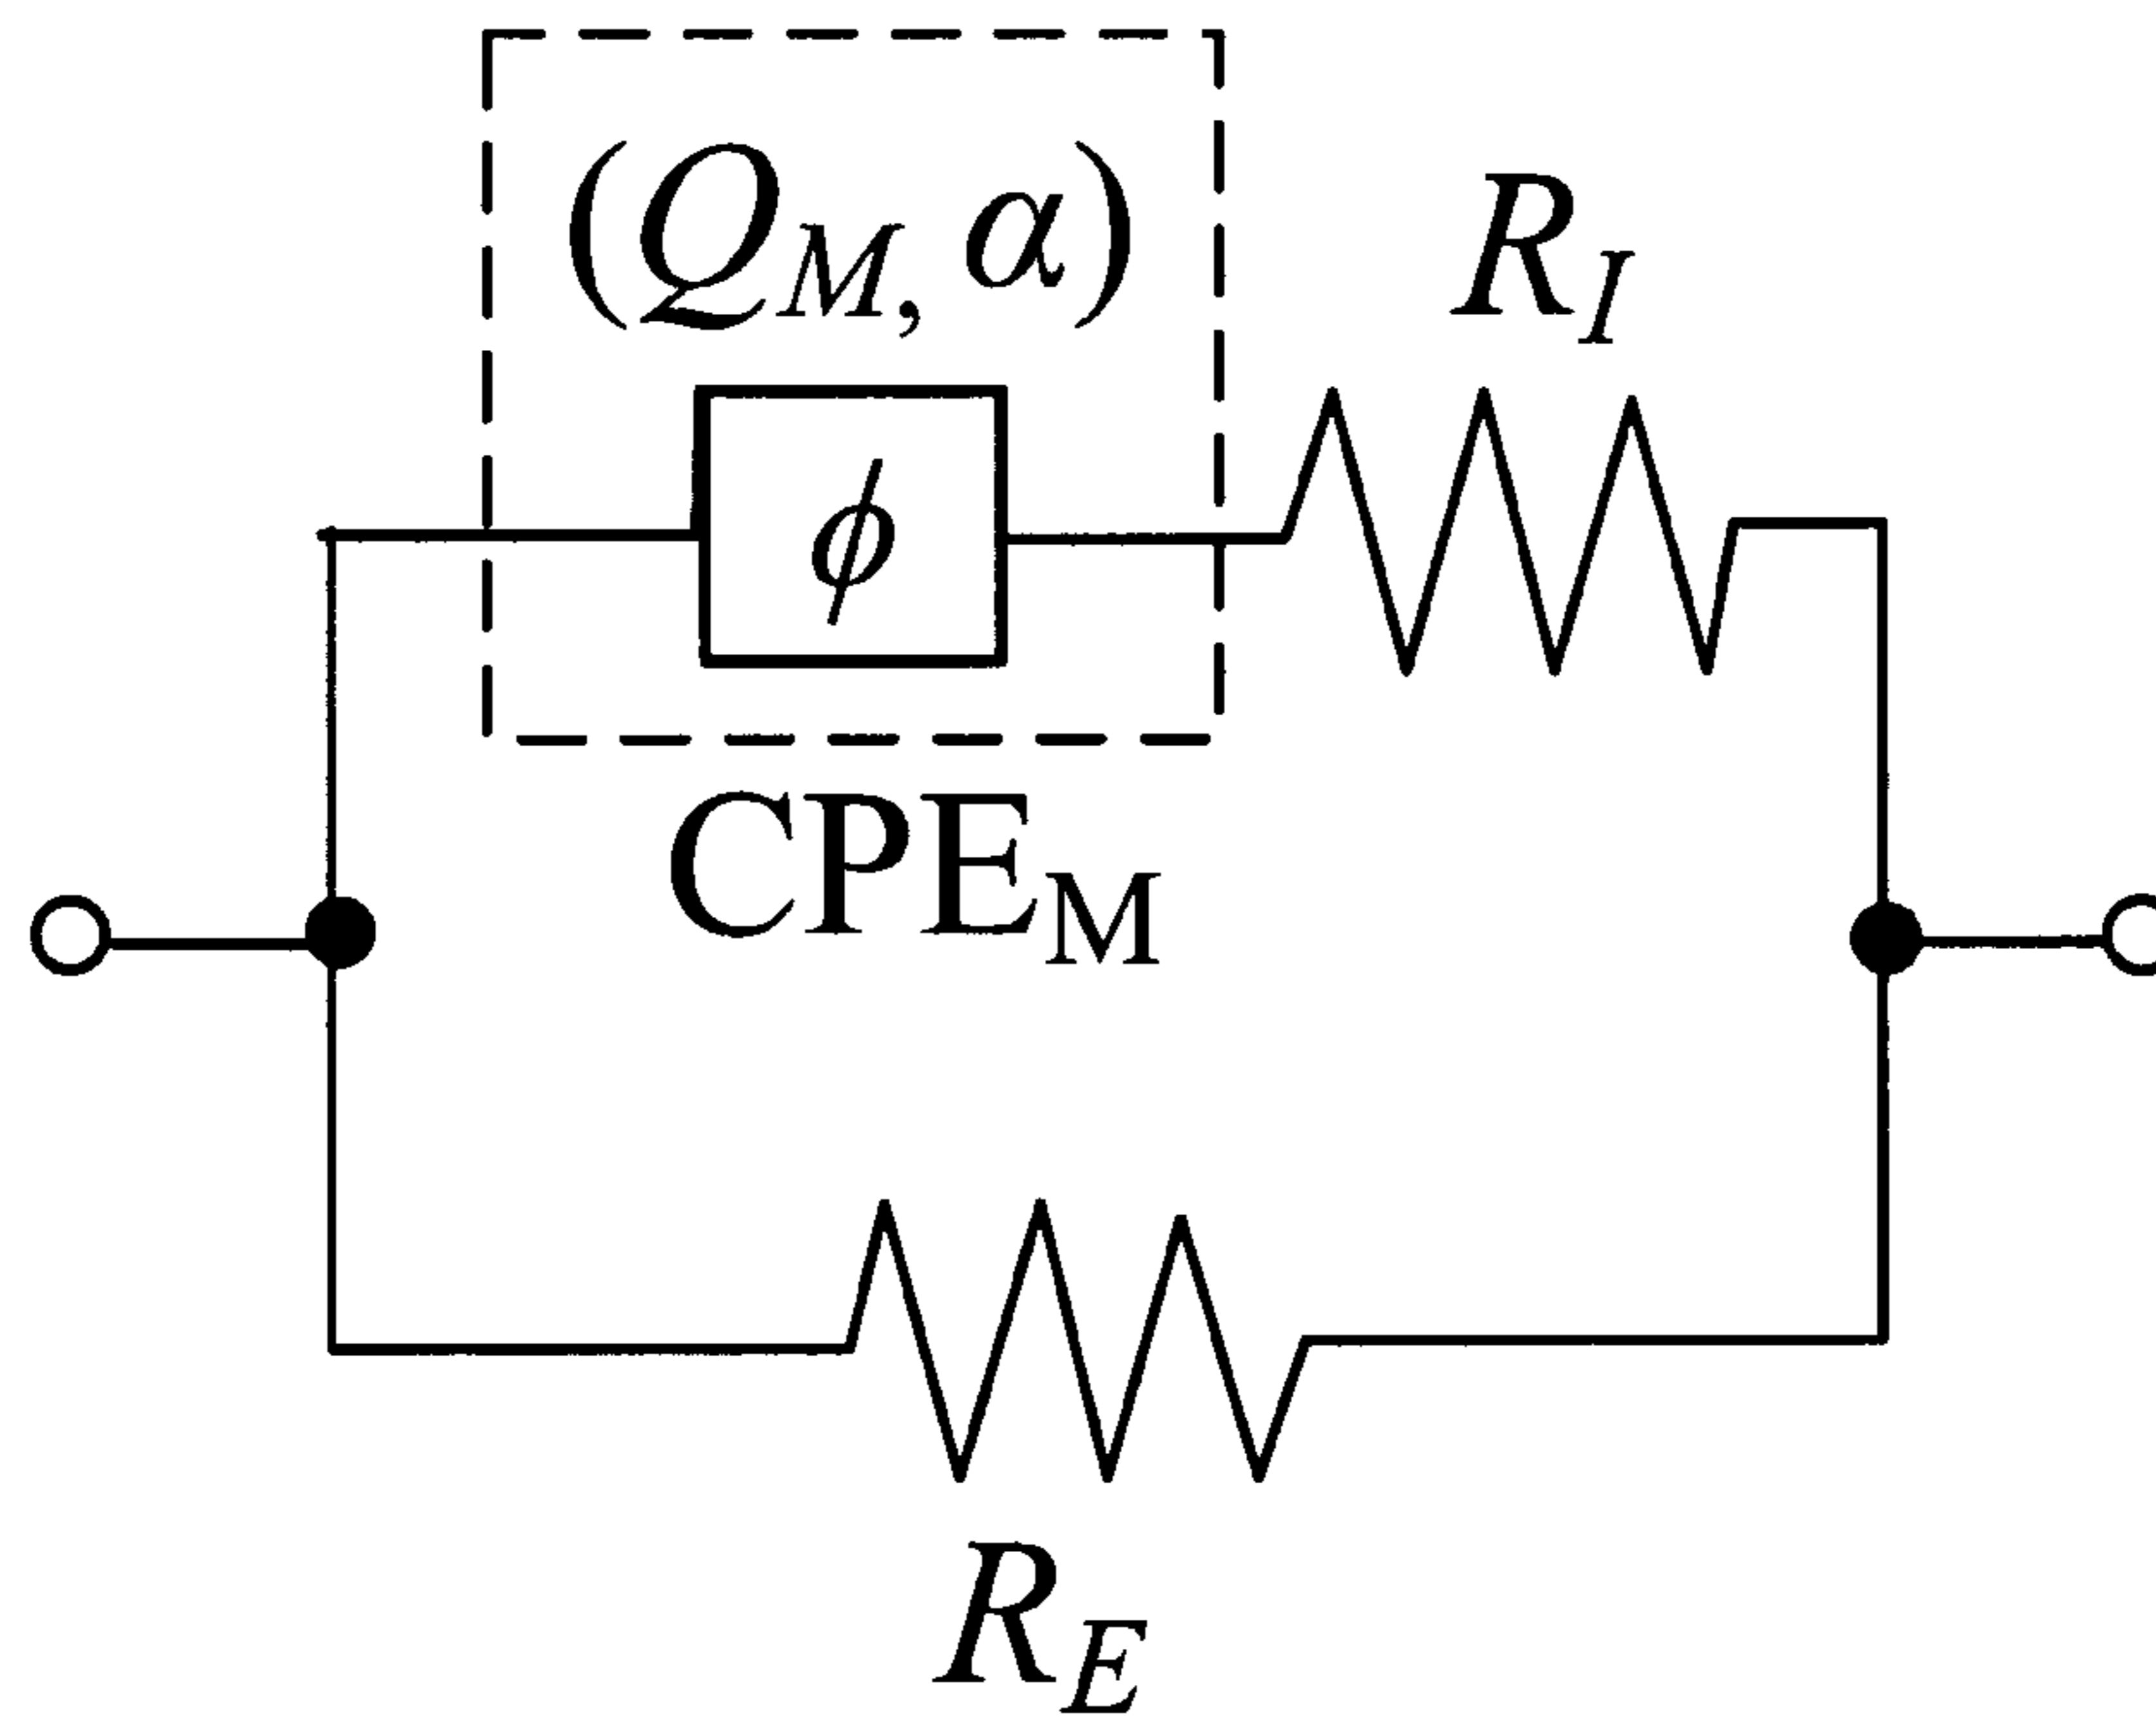 (Q_M, α)
R_I
ϕ
CPE_M
R_E